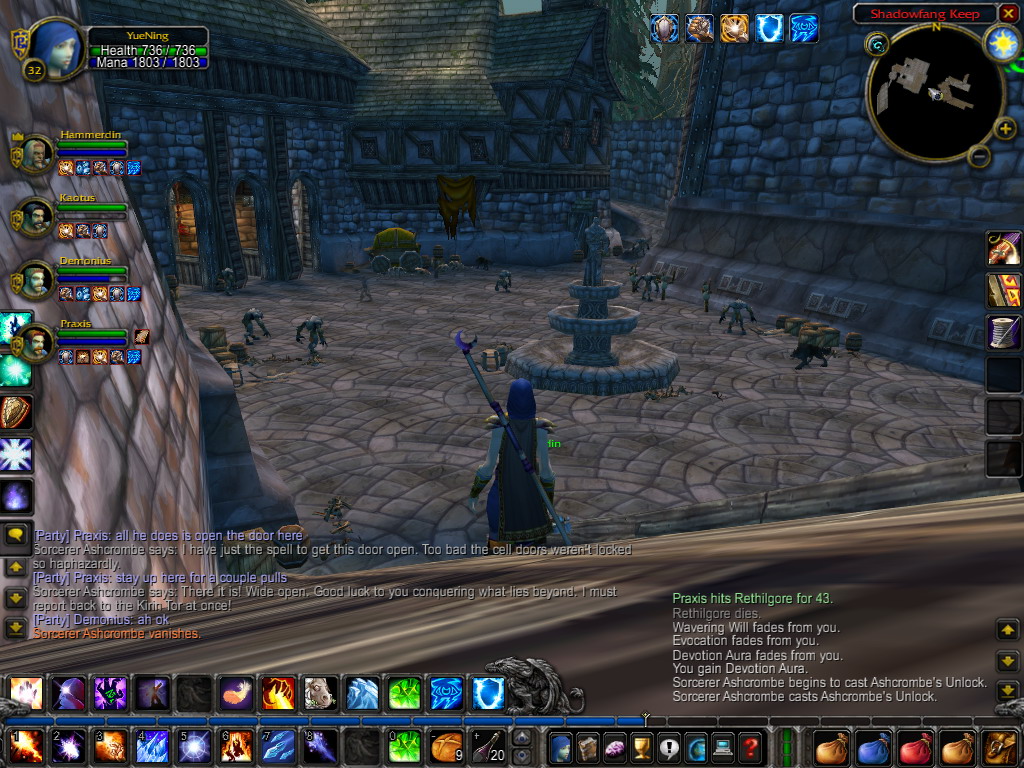 Shadowfang Keep
N
YueNing
Health 736 / 736
Mana 1803 / 1803
32
Hammerdin
Kaotus
Demonius
Praxis
din
[Party] Praxis: all he does is open the door here
Sorcerer Ashcrombe says: I have just the spell to get this door open. Too bad the cell doors weren't locked
so haphazardly.
[Party] Praxis: stay up here for a couple pulls
Sorcerer Ashcrombe says: There it is! Wide open. Good luck to you conquering what lies beyond. I must
report back to the Kirin Tor at once!
[Party] Demonius: ah ok
Sorcerer Ashcrombe vanishes.
Praxis hits Rethilgore for 43.
Rethilgore dies.
Wavering Will fades from you.
Evocation fades from you.
Devotion Aura fades from you.
You gain Devotion Aura.
Sorcerer Ashcrombe begins to cast Ashcrombe's Unlock.
Sorcerer Ashcrombe casts Ashcrombe's Unlock.
1 2 3 4 5 6 7 8 0 - 9 + 20